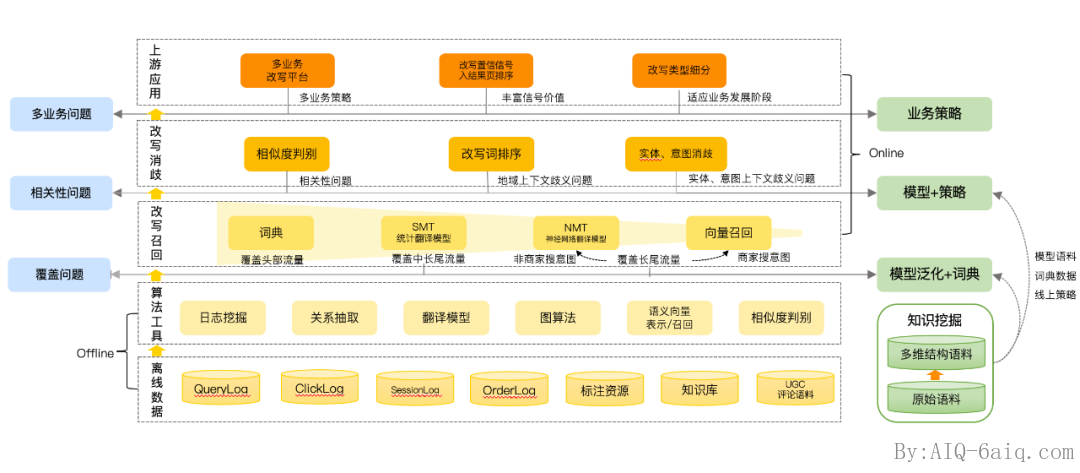 上游应用
多业务
改写平台
改写置信信号
入结果页排序
改写类型细分
多业务策略
丰富信号价值
适应业务发展阶段
多业务问题
业务策略
改写消歧
相似度判别
改写词排序
实体、意图消歧
Online
相关性问题
地域上下文歧义问题
实体、意图上下文歧义问题
相关性问题
模型+策略
改写召回
词典
SMT
统计翻译模型
NMT
神经网络翻译模型
向量召回
覆盖头部流量
覆盖中长尾流量
非商家搜意图
覆盖长尾流量
商家搜意图
覆盖问题
模型泛化+词典
模型语料
词典数据
线上策略
算法工具
日志挖掘
关系抽取
翻译模型
图算法
语义向量
表示/召回
相似度判别
Offline
离线数据
QueryLog
ClickLog
SessionLog
OrderLog
标注资源
知识库
UGC
评论语料
知识挖掘
多维结构语料
原始语料
By:AIQ-6aiq.com